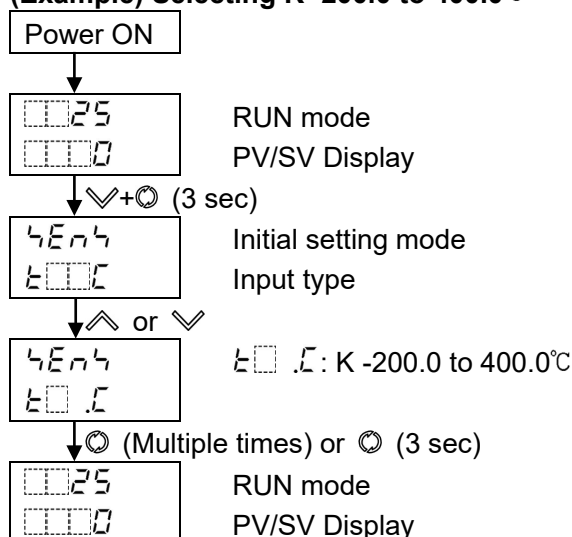 (Example) Selecting K -200.0 to 400.0℃
Power ON
25 RUN mode
0 PV/SV Display
+ (3 sec)
SEnS Initial setting mode
K C Input type
or
SEnS K .C: K -200.0 to 400.0℃
K .C
(Multiple times) or (3 sec)
25 RUN mode
0 PV/SV Display